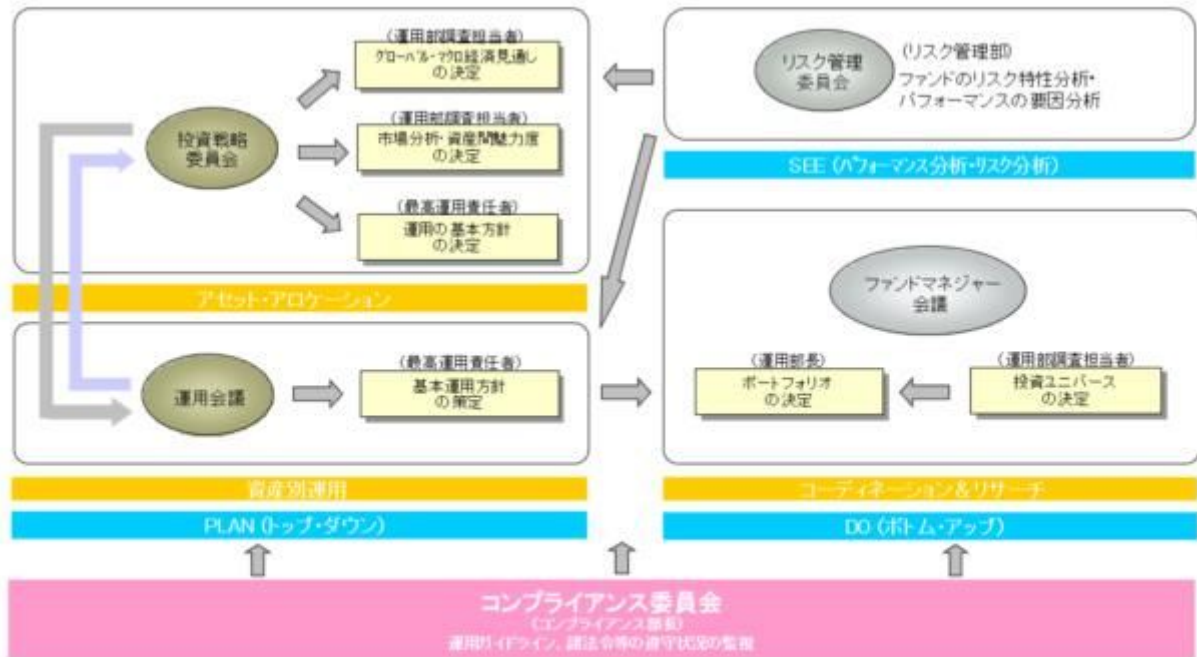 (運用部調査担当者)
グローバル・マクロ経済見通し
の決定
投資戦略
委員会
(運用部調査担当者)
市場分析・資産間魅力度
の決定
(最高運用責任者)
運用の基本方針
の決定
アセット・アロケーション
運用会議
(最高運用責任者)
基本運用方針
の策定
資産別運用
PLAN (トップ・ダウン)
リスク管理
委員会
(リスク管理部)
ファンドのリスク特性分析・
パフォーマンスの要因分析
SEE (パフォーマンス分析・リスク分析)
ファンドマネジャー
会議
(運用部長)
ポートフォリオ
の決定
(運用部調査担当者)
投資ユニバース
の決定
コーディネーション&リサーチ
DO (ボトム・アップ)
コンプライアンス委員会
(コンプライアンス部長)
運用ガイドライン、諸法令等の遵守状況の監視